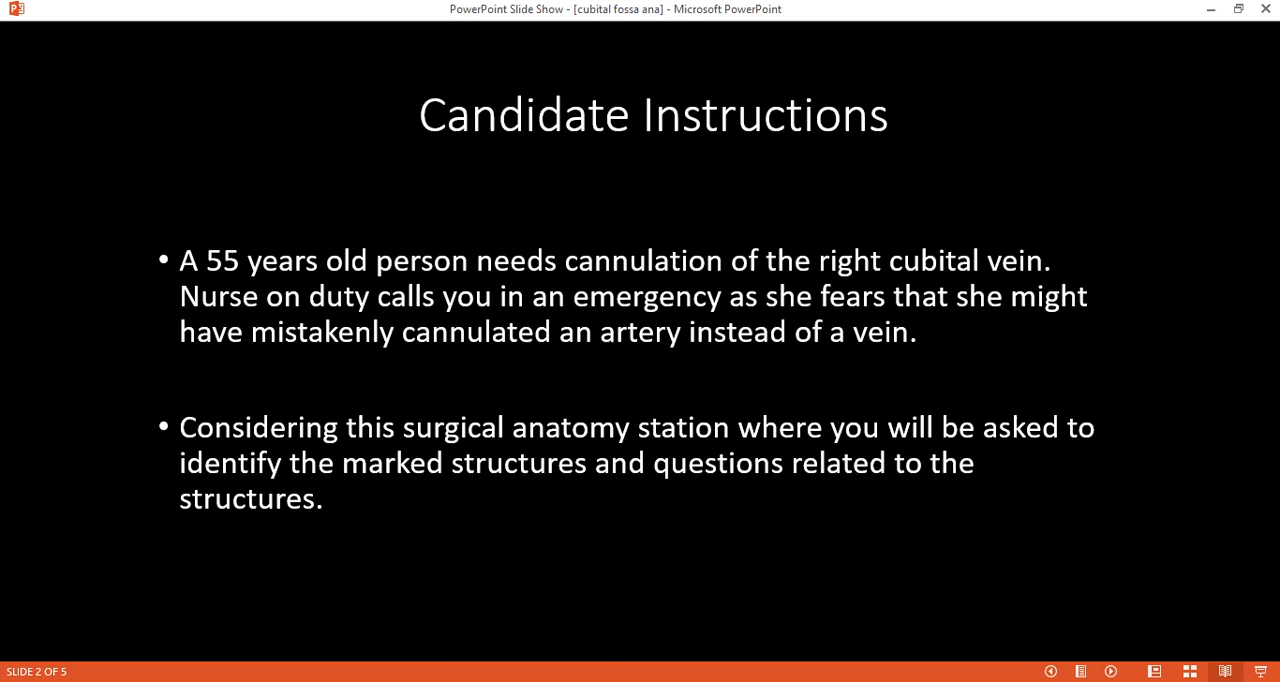 PowerPoint Slide Show - [cubital fossa ana] - Microsoft PowerPoint
Candidate Instructions
• A 55 years old person needs cannulation of the right cubital vein.
Nurse on duty calls you in an emergency as she fears that she might
have mistakenly cannulated an artery instead of a vein.
• Considering this surgical anatomy station where you will be asked to
identify the marked structures and questions related to the
structures.
SLIDE 2 OF 5